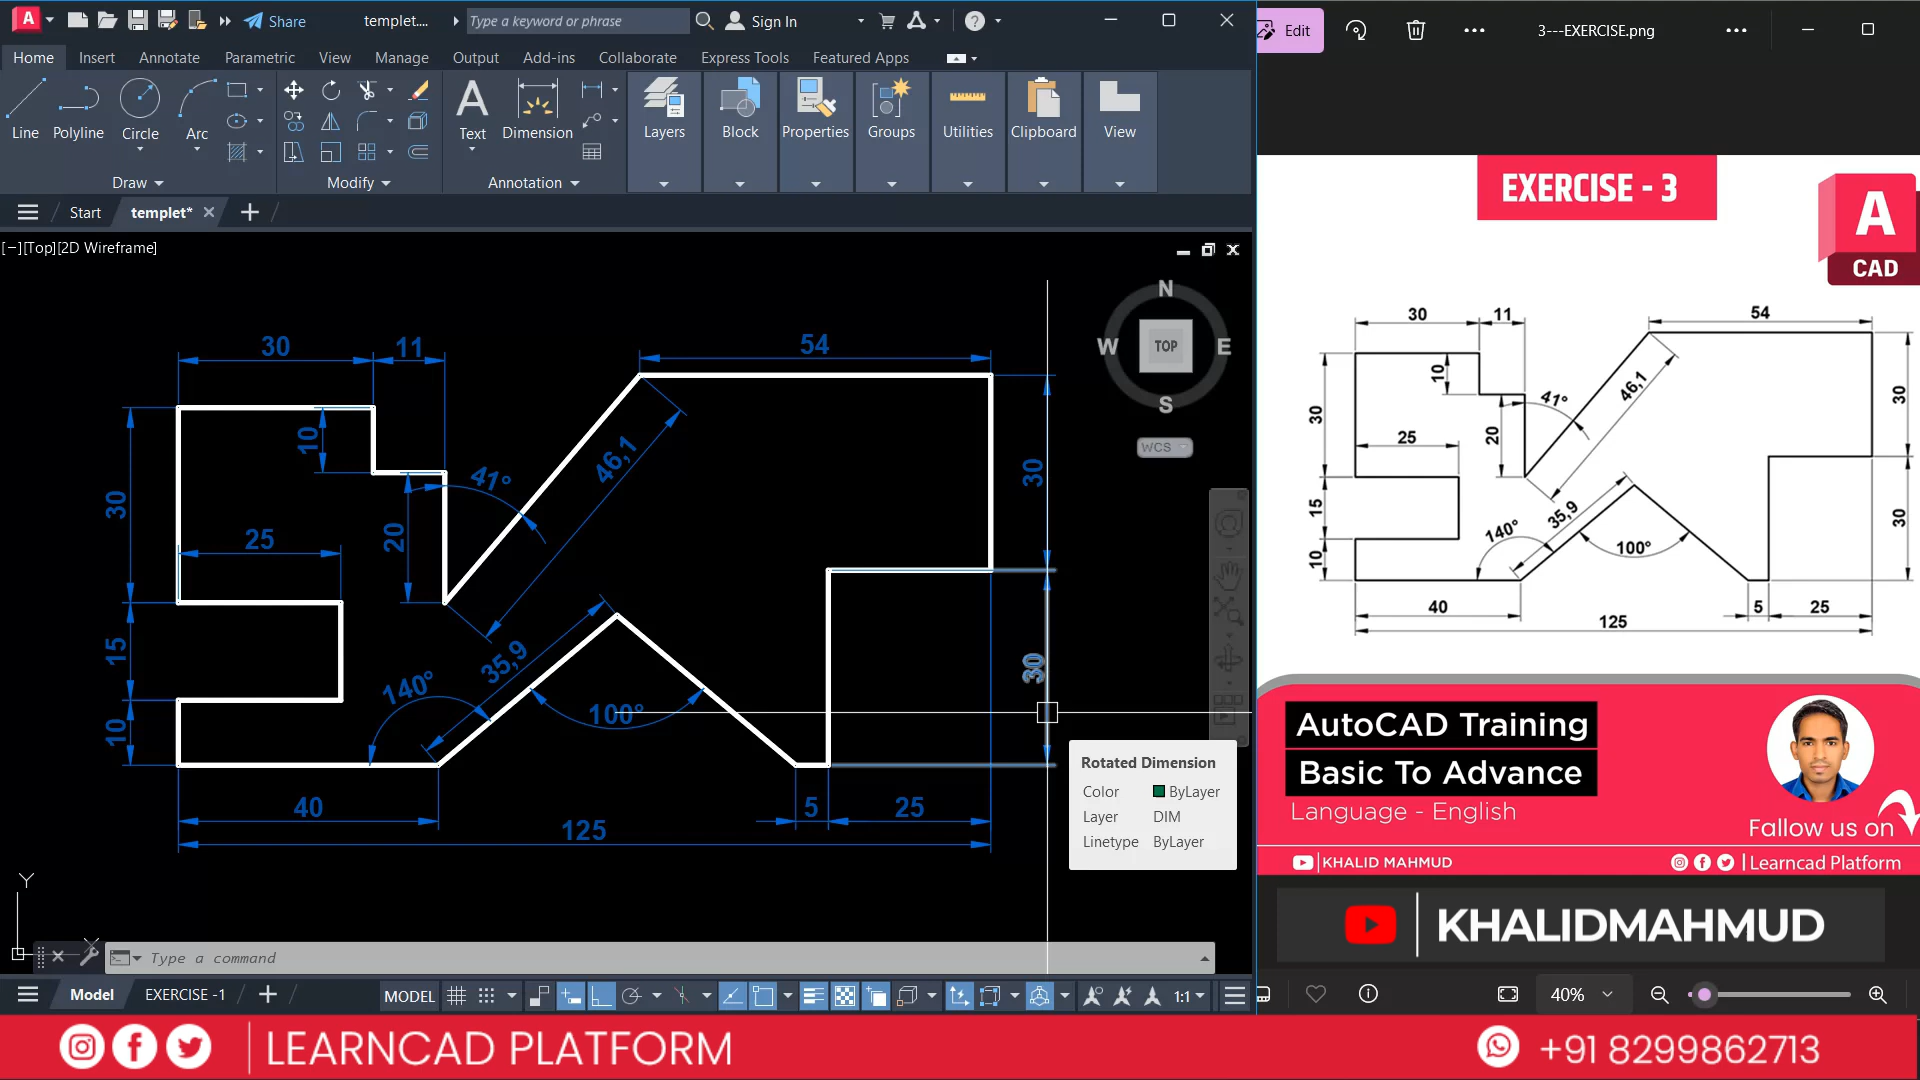 A
Share
templet....
Type a keyword or phrase
Sign In
?
Home
Insert
Annotate
Parametric
View
Manage
Output
Add-ins
Collaborate
Express Tools
Featured Apps
Line
Polyline
Circle
Arc
Draw
Modify
A
Text
Dimension
Annotation
Layers
Block
Properties
Groups
Utilities
Clipboard
View
Start
templet*
[−][Top][2D Wireframe]
N
W
TOP
E
S
WCS
30
11
54
10
41°
46,1
30
30
25
20
15
140°
35,9
100°
30
10
40
5
25
125
Rotated Dimension
Color ByLayer
Layer DIM
Linetype ByLayer
Y
X
Type a command
Model
EXERCISE -1
MODEL
1:1
Edit
3---EXERCISE.png
EXERCISE - 3
A
CAD
30
11
54
10
41°
46,1
30
30
25
20
15
140°
35,9
100°
30
10
40
5
25
125
AutoCAD Training
Basic To Advance
Language - English
Fallow us on
KHALID MAHMUD
Learncad Platform
KHALIDMAHMUD
40%
LEARNCAD PLATFORM
+91 8299862713